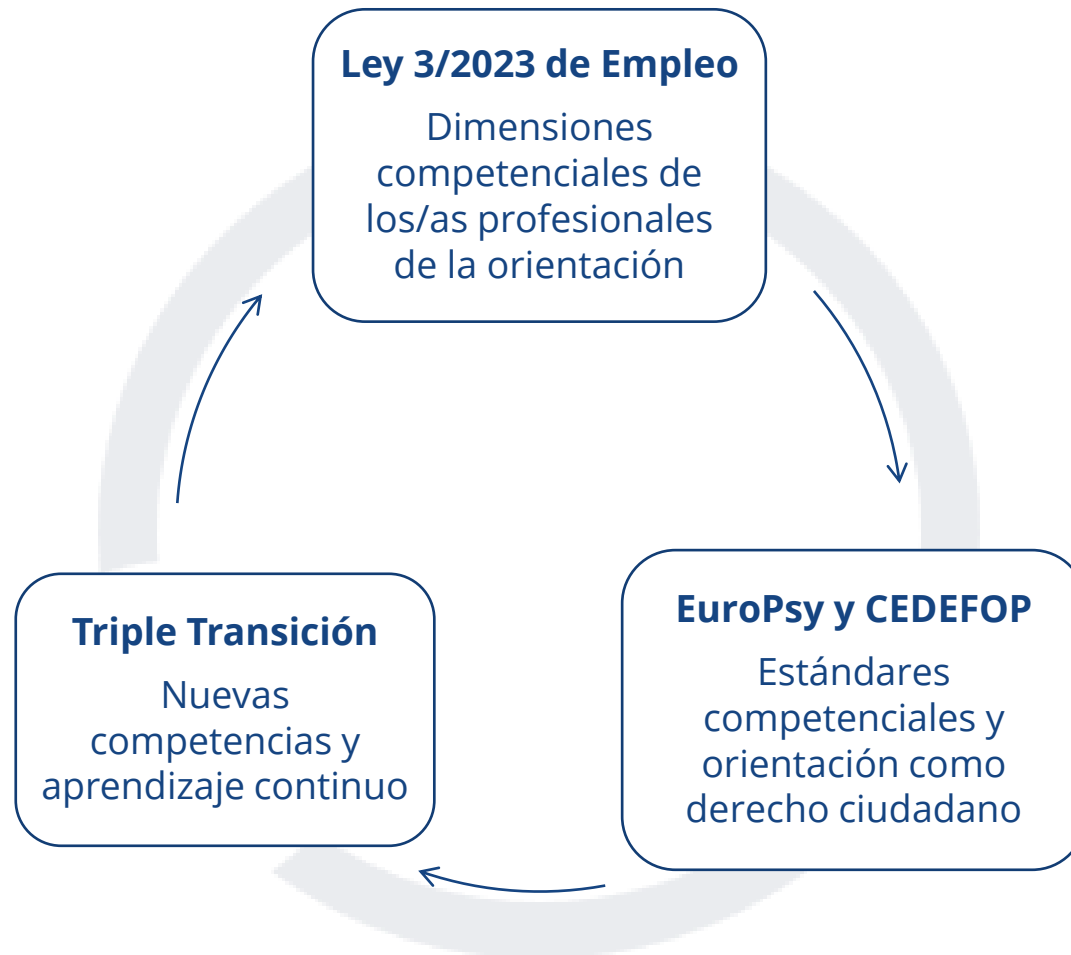 Ley 3/2023 de Empleo
Dimensiones
competenciales de
los/as profesionales
de la orientación
EuroPsy y CEDEFOP
Estándares
competenciales y
orientación como
derecho ciudadano
Triple Transición
Nuevas
competencias y
aprendizaje continuo